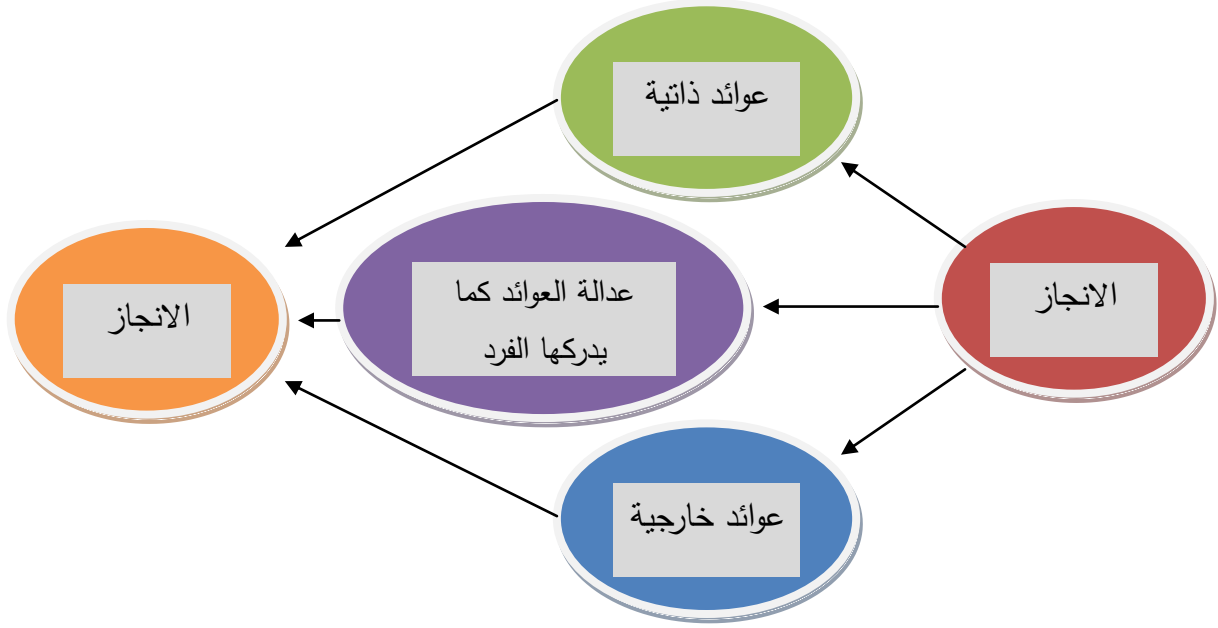 عوائد ذاتية
الانجاز
عدالة العوائد كما
يدركها الفرد
الانجاز
عوائد خارجية